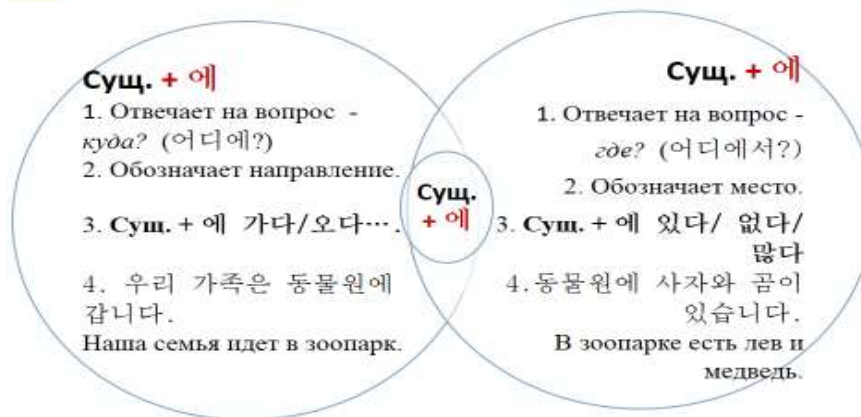 Сущ. + 에
1. Отвечает на вопрос -
куда? (어디에?)
2. Обозначает направление.
3. Сущ. + 에 가다/오다….
4. 우리 가족은 동물원에
갑니다.
Наша семья идет в зоопарк.
Сущ.
+ 에
Сущ. + 에
1. Отвечает на вопрос -
где? (어디에서?)
2. Обозначает место.
3. Сущ. + 에 있다/ 없다/
많다
4.동물원에 사자와 곰이
있습니다.
В зоопарке есть лев и
медведь.